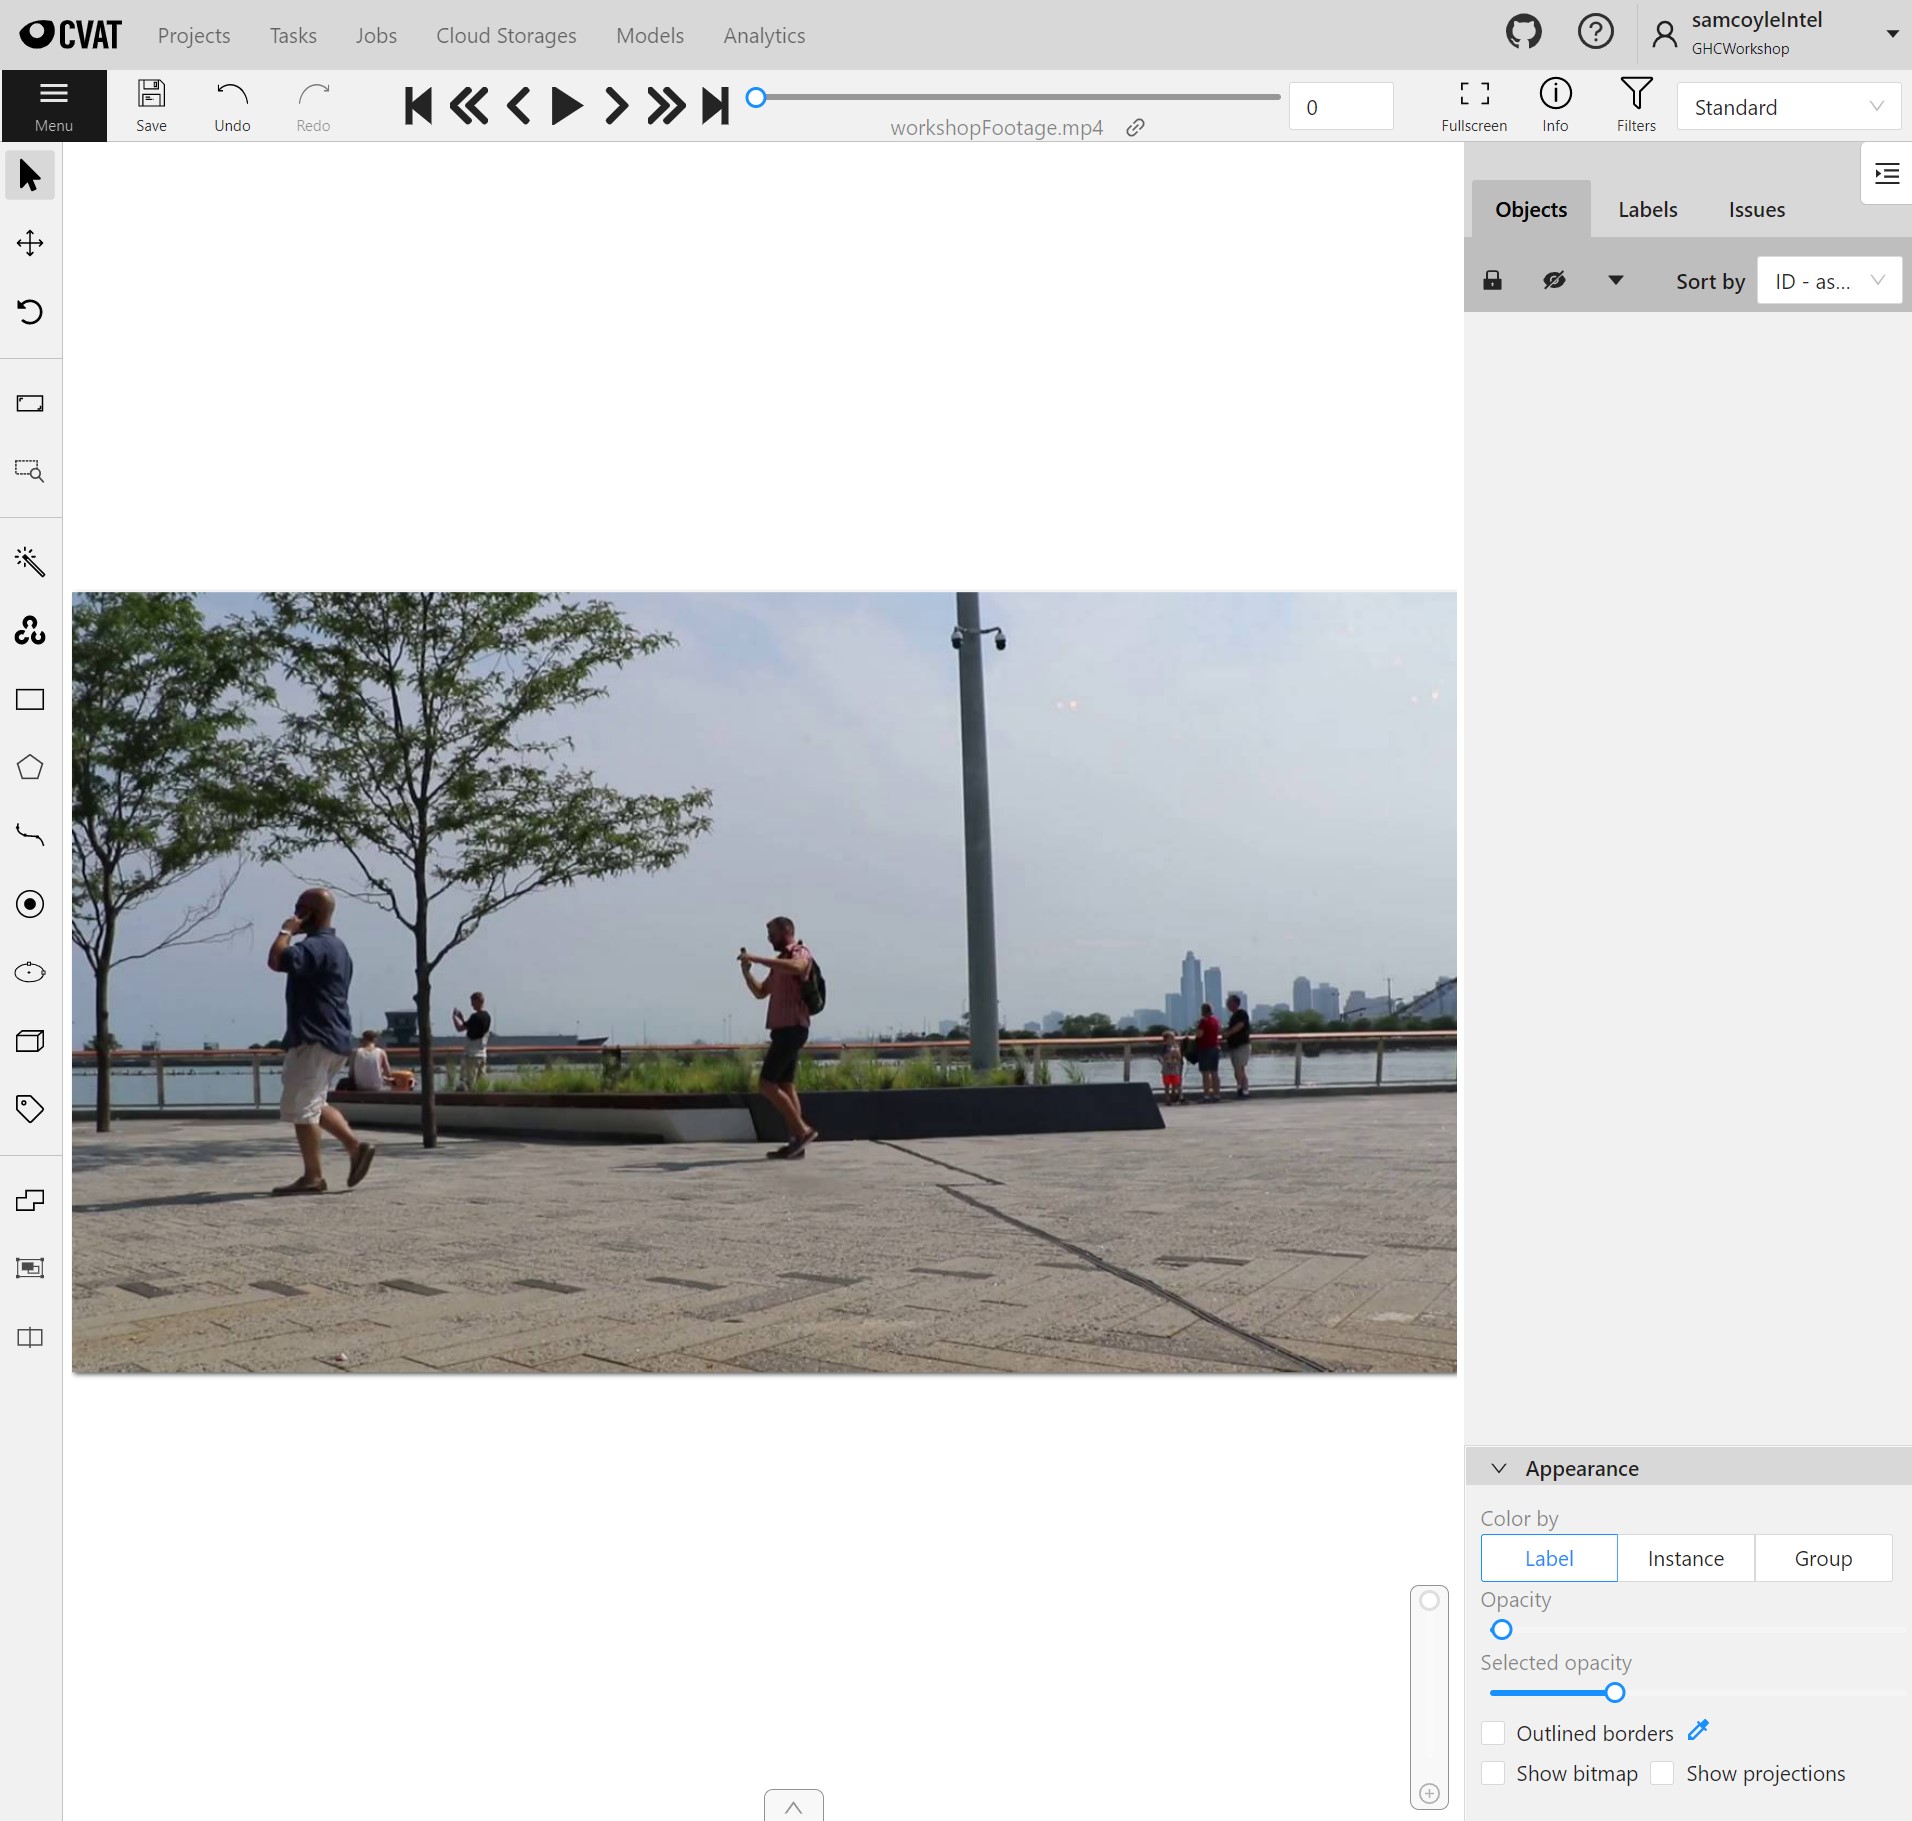 CVAT Projects Tasks Jobs Cloud Storages Models Analytics samcoyleIntel
GHCWorkshop
Menu Save Undo Redo workshopFootage.mp4 0 Fullscreen Info Filters Standard
Objects Labels Issues
Sort by ID - as...
Appearance
Color by
Label Instance Group
Opacity
Selected opacity
Outlined borders
Show bitmap Show projections